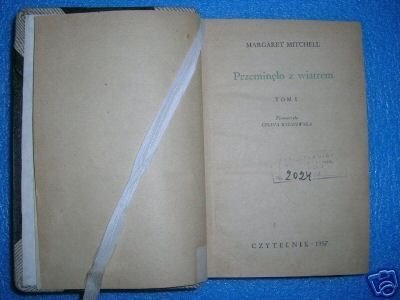 MARGARET MITCHELL
Przeminęło z wiatrem
TOM I
2024
CZYTELNIK · 1957